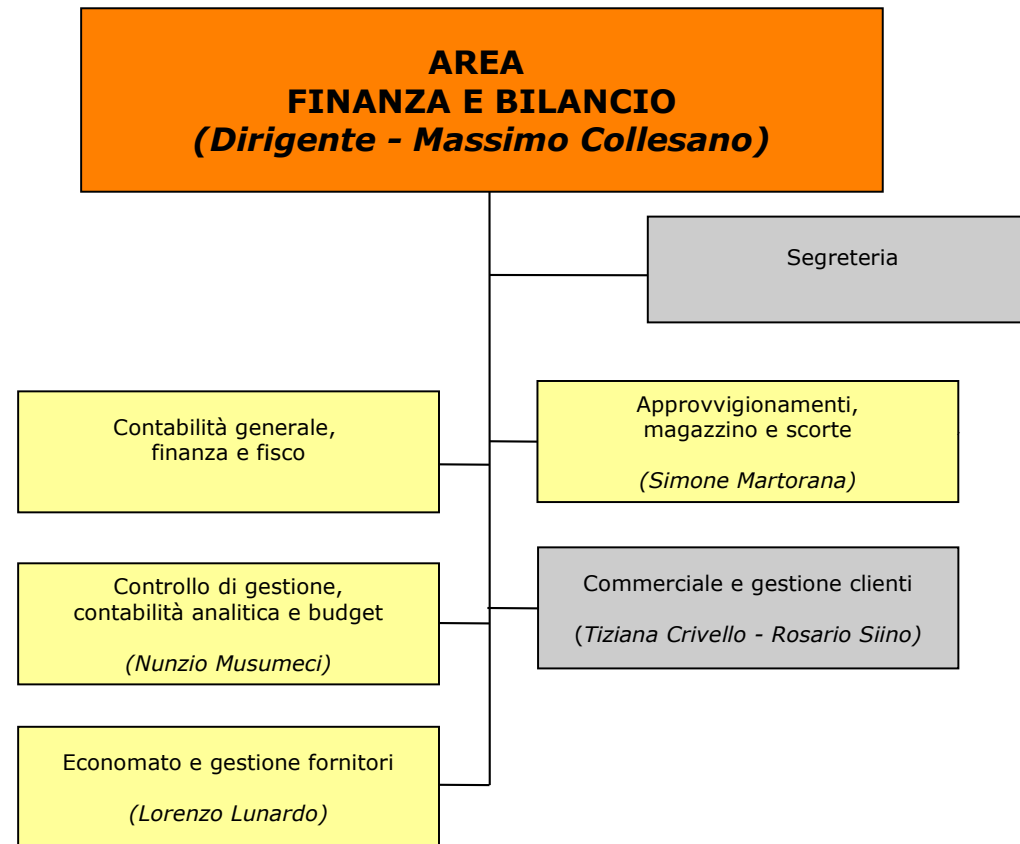 AREA
FINANZA E BILANCIO
(Dirigente - Massimo Collesano)
Segreteria
Contabilità generale,
finanza e fisco
Approvvigionamenti,
magazzino e scorte
(Simone Martorana)
Controllo di gestione,
contabilità analitica e budget
(Nunzio Musumeci)
Commerciale e gestione clienti
(Tiziana Crivello - Rosario Siino)
Economato e gestione fornitori
(Lorenzo Lunardo)